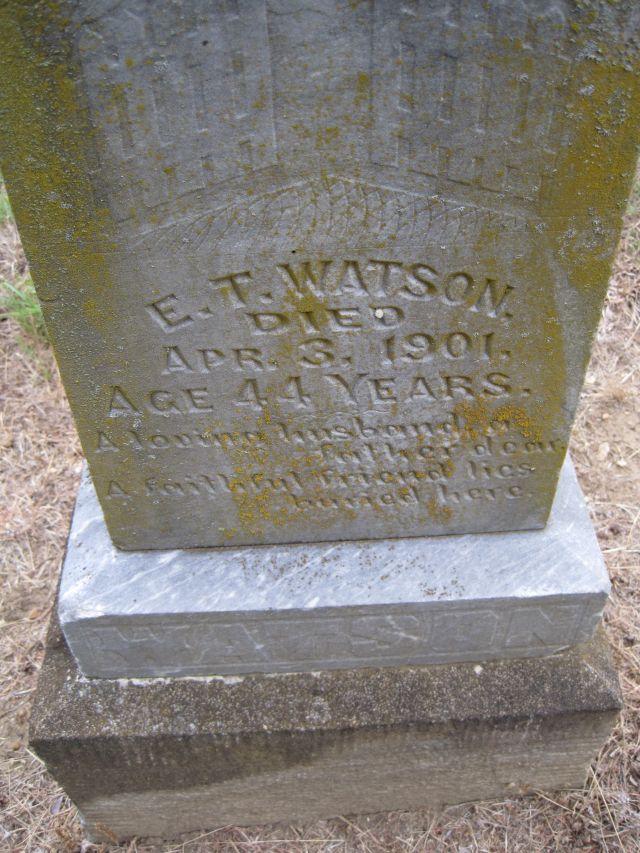 E. T. WATSON.
DIED
APR. 3, 1901.
AGE 44 YEARS.
A loving husband, a
father dear
A faithful friend lies
buried here.
WATSON